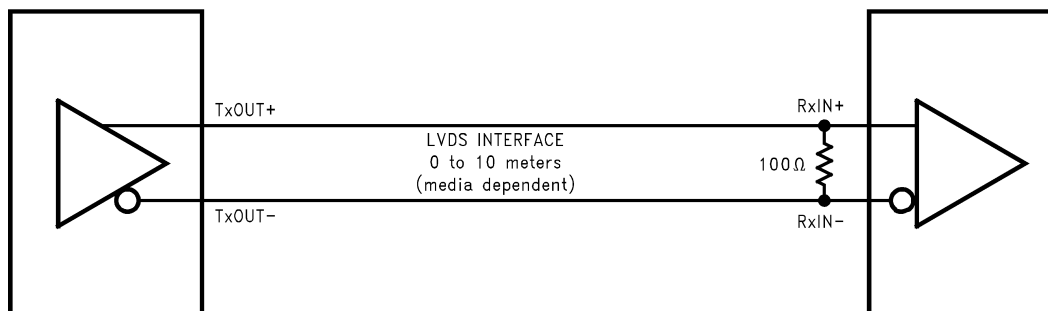 TxOUT+
RxIN+
LVDS INTERFACE
0 to 10 meters
100Ω
(media dependent)
TxOUT−
RxIN−